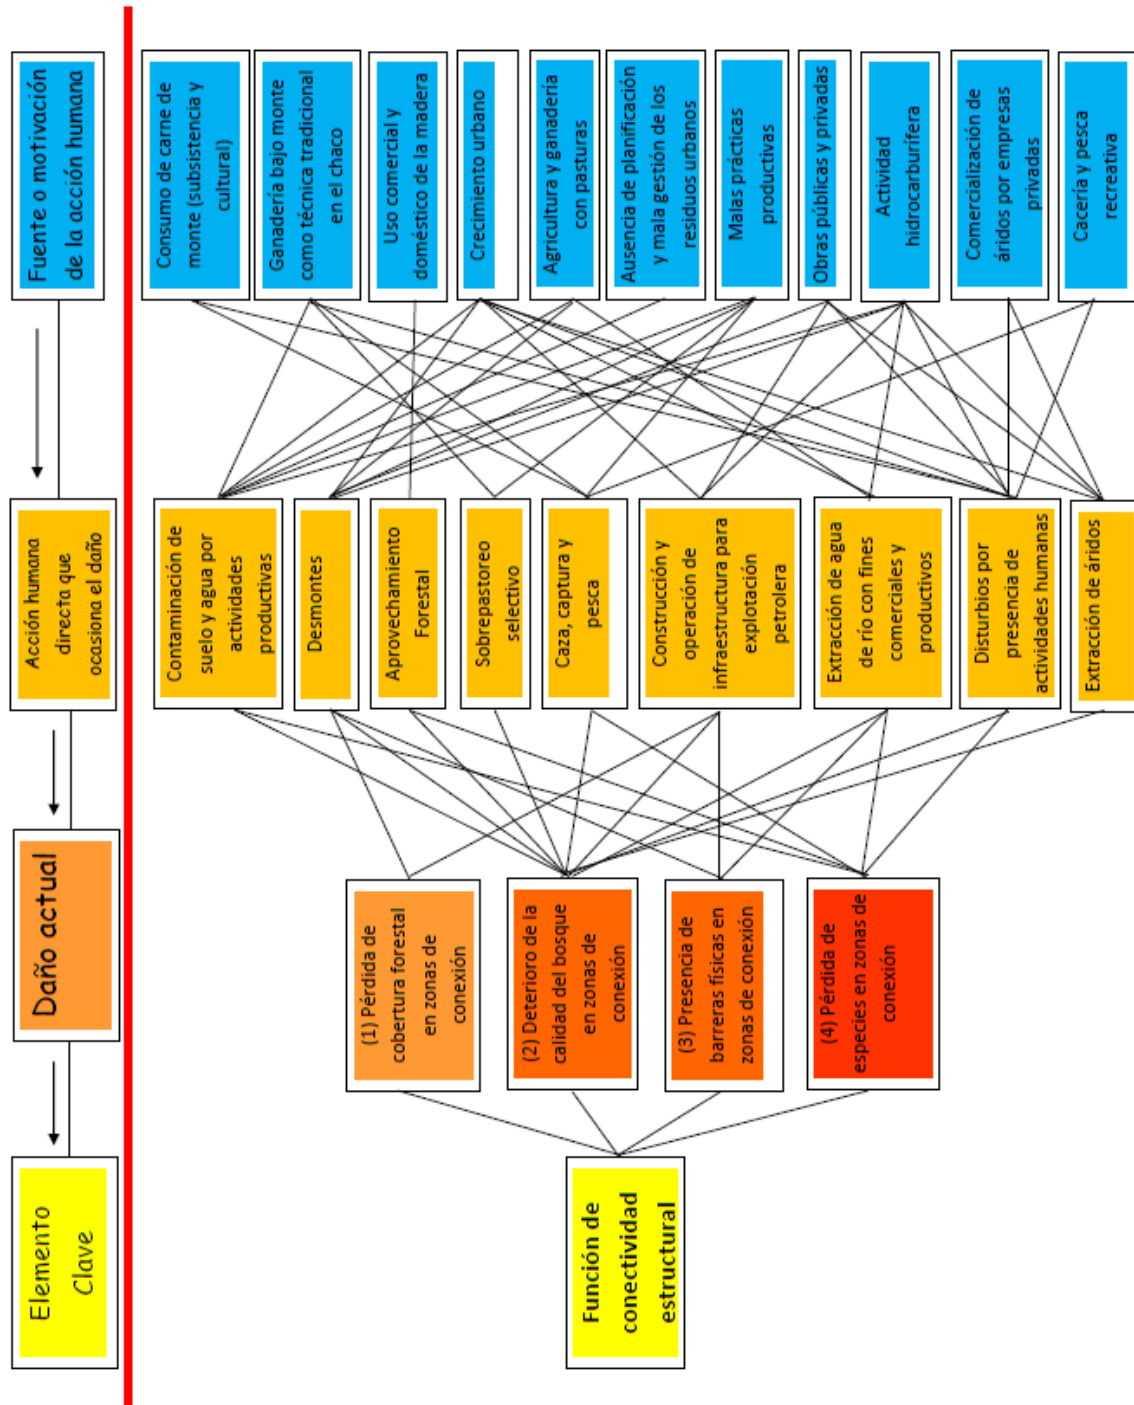 Elemento
Clave
Daño actual
Acción humana
directa que
ocasiona el daño
Fuente o motivación
de la acción humana
Función de
conectividad
estructural
(1) Pérdida de
cobertura forestal
en zonas de
conexión
(2) Deterioro de la
calidad del bosque
en zonas de
conexión
(3) Presencia de
barreras físicas en
zonas de conexión
(4) Pérdida de
especies en zonas de
conexión
Contaminación de
suelo y agua por
actividades
productivas
Desmontes
Aprovechamiento
Forestal
Sobrepastoreo
selectivo
Caza, captura y
pesca
Construcción y
operación de
infraestructura para
explotación
petrolera
Extracción de agua
de río con fines
comerciales y
productivos
Disturbios por
presencia de
actividades humanas
Extracción de áridos
Consumo de carne de
monte (subsistencia y
cultural)
Ganadería bajo monte
como técnica tradicional
en el chaco
Uso comercial y
doméstico de la madera
Crecimiento urbano
Agricultura y ganadería
con pasturas
Ausencia de planificación
y mala gestión de los
residuos urbanos
Malas prácticas
productivas
Obras públicas y privadas
Actividad
hidrocarburífera
Comercialización de
áridos por empresas
privadas
Cacería y pesca
recreativa